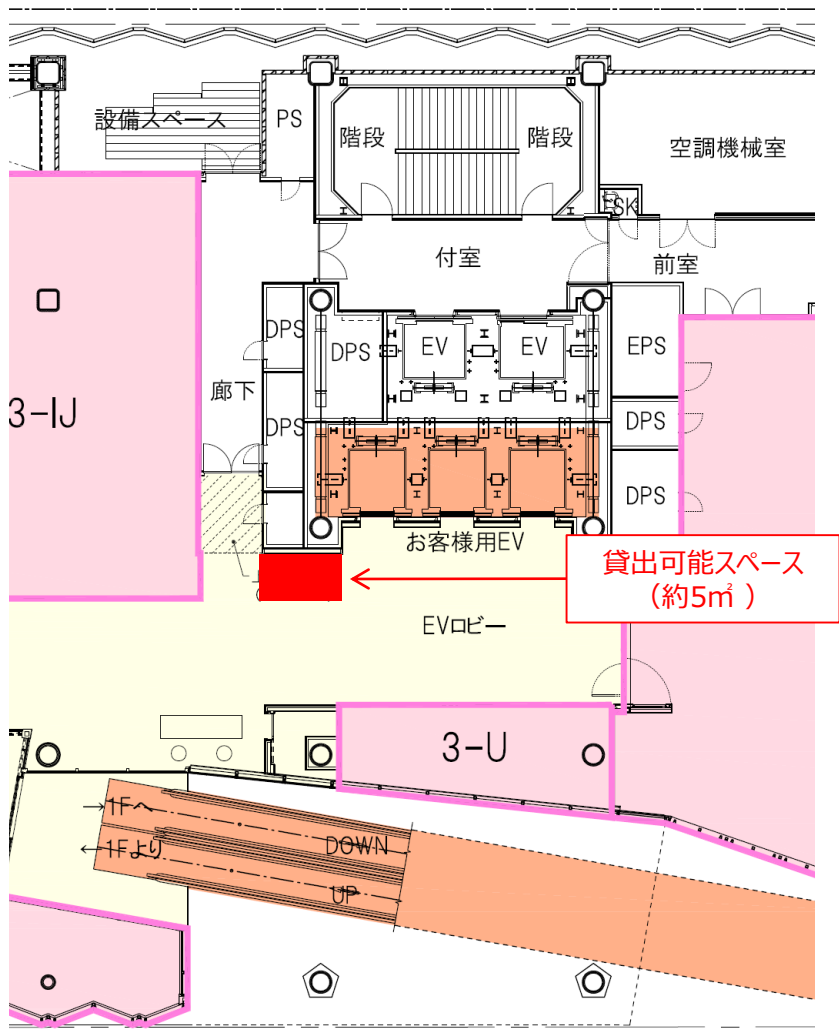 設備スペース
PS
階段
階段
空調機械室
SK
付室
前室
DPS
DPS
EV
EV
EPS
3-IJ
廊下
DPS
DPS
DPS
お客様用EV
貸出可能スペース
（約5㎡ ）
EVロビー
3-U
1Fへ
1Fより
DOWN
UP